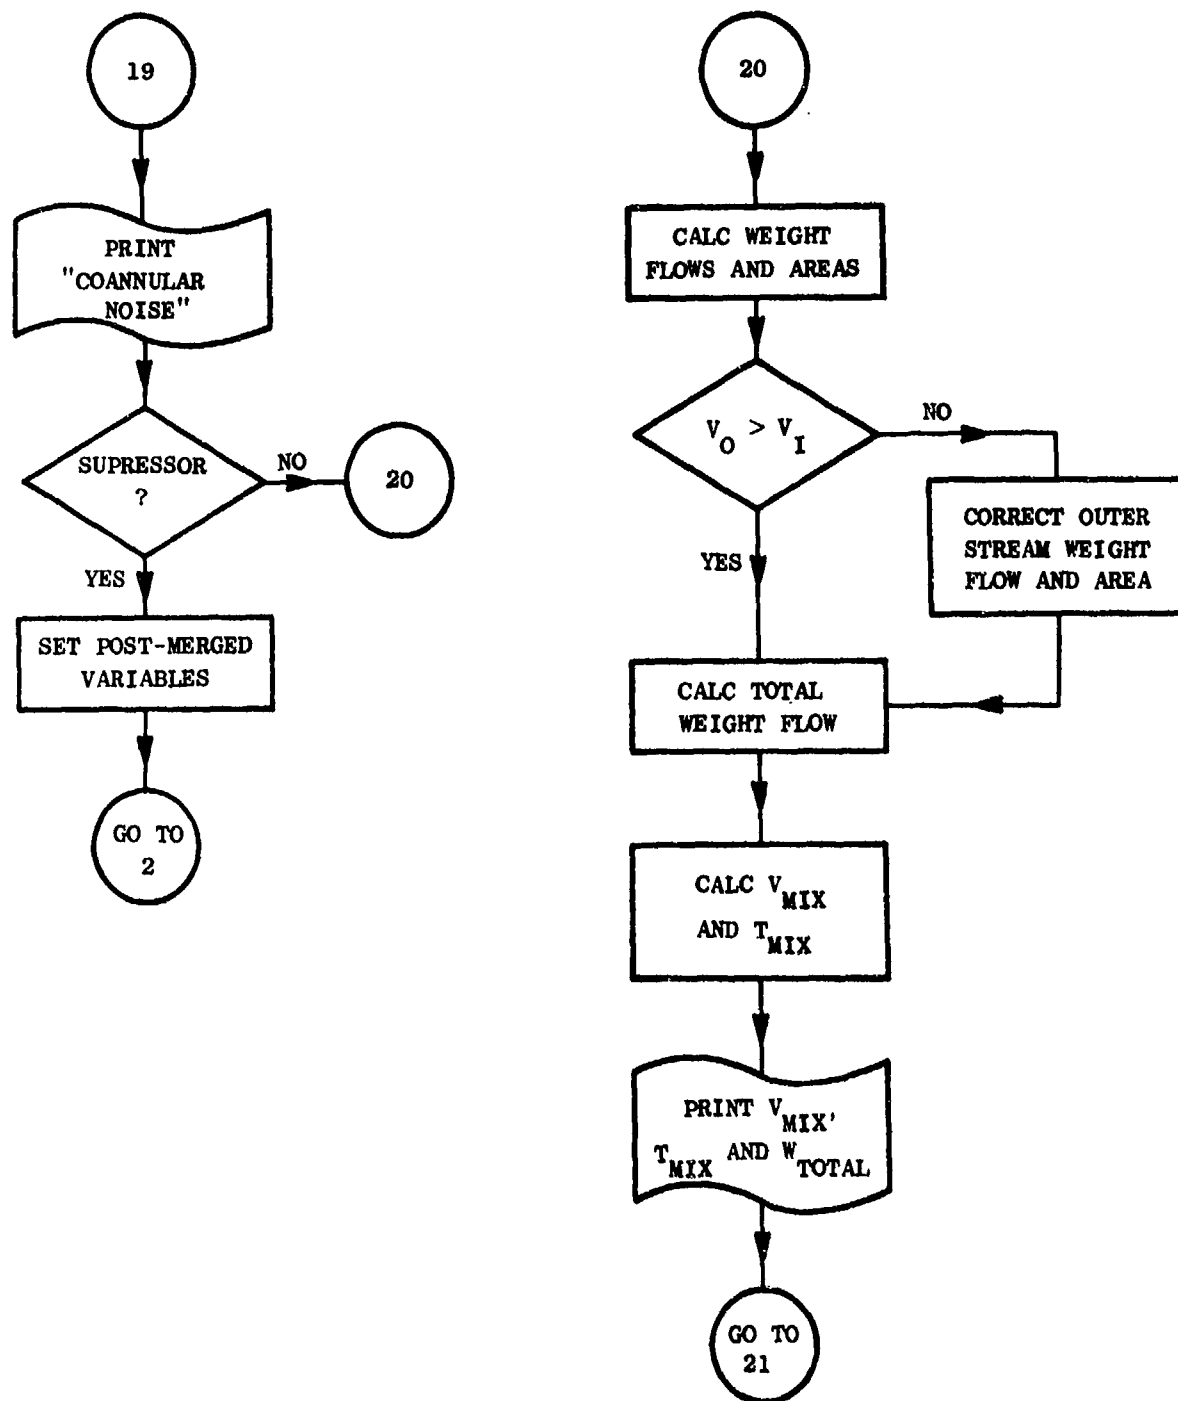 19
PRINT
"COANNULAR
NOISE"
SUPRESSOR
?
NO
20
YES
SET POST-MERGED
VARIABLES
GO TO
2
20
CALC WEIGHT
FLOWS AND AREAS
V_O > V_I
NO
CORRECT OUTER
STREAM WEIGHT
FLOW AND AREA
YES
CALC TOTAL
WEIGHT FLOW
CALC V_MIX
AND T_MIX
PRINT V_MIX,
T_MIX AND W_TOTAL
GO TO
21